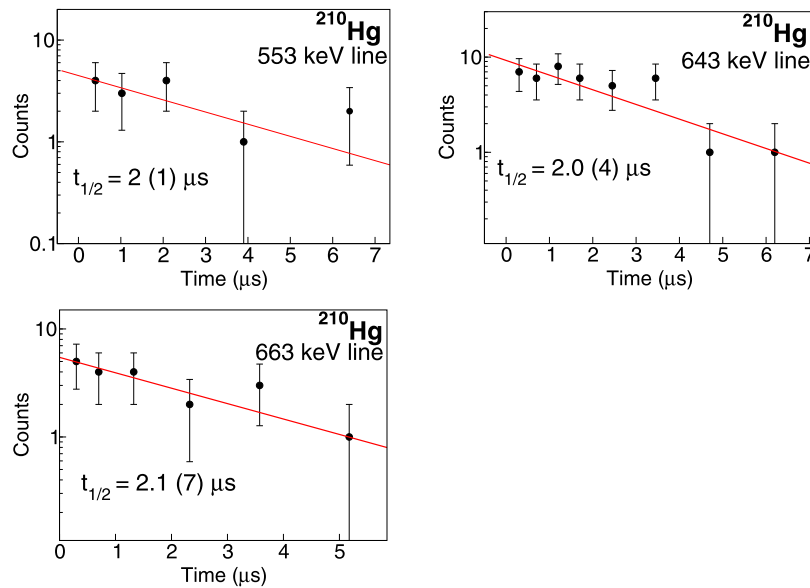 ²¹⁰Hg
553 keV line
10
1
0.1
Counts
t₁/₂ = 2 (1) μs
0 1 2 3 4 5 6 7
Time (μs)
²¹⁰Hg
643 keV line
10
1
Counts
t₁/₂ = 2.0 (4) μs
0 1 2 3 4 5 6 7
Time (μs)
²¹⁰Hg
663 keV line
10
1
Counts
t₁/₂ = 2.1 (7) μs
0 1 2 3 4 5
Time (μs)